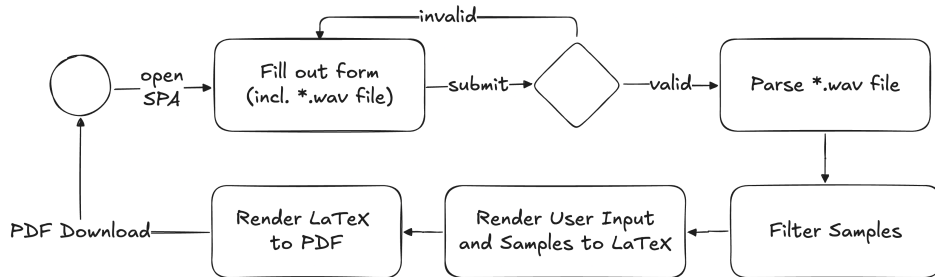 invalid
open
SPA
Fill out form
(incl. *.wav file)
submit
valid
Parse *.wav file
PDF Download
Render LaTeX
to PDF
Render User Input
and Samples to LaTeX
Filter Samples